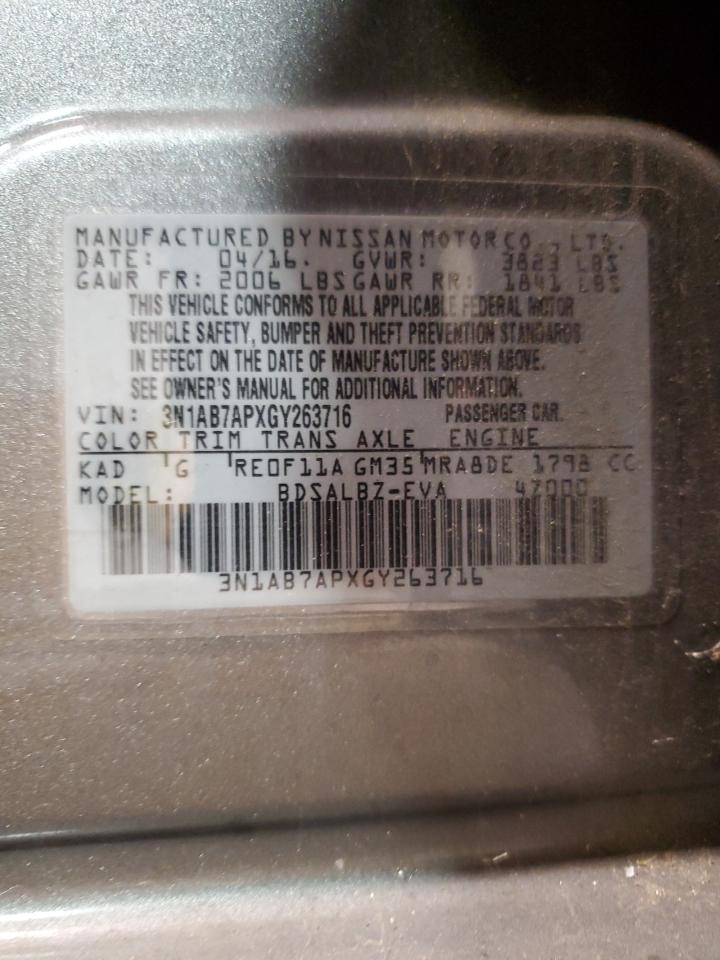 MANUFACTURED BY NISSAN MOTOR CO., LTD.
DATE: 04/16. GVWR: 3823 LBS
GAWR FR: 2006 LBS GAWR RR: 1841 LBS
THIS VEHICLE CONFORMS TO ALL APPLICABLE FEDERAL MOTOR
VEHICLE SAFETY, BUMPER AND THEFT PREVENTION STANDARDS
IN EFFECT ON THE DATE OF MANUFACTURE SHOWN ABOVE.
SEE OWNER'S MANUAL FOR ADDITIONAL INFORMATION.
VIN: 3N1AB7APXGY263716 PASSENGER CAR.
COLOR TRIM TRANS AXLE ENGINE
KAD G RE0F11A GM35 MRA8DE 1798 CC
MODEL: BDSALBZ-EVA 47000
3N1AB7APXGY263716